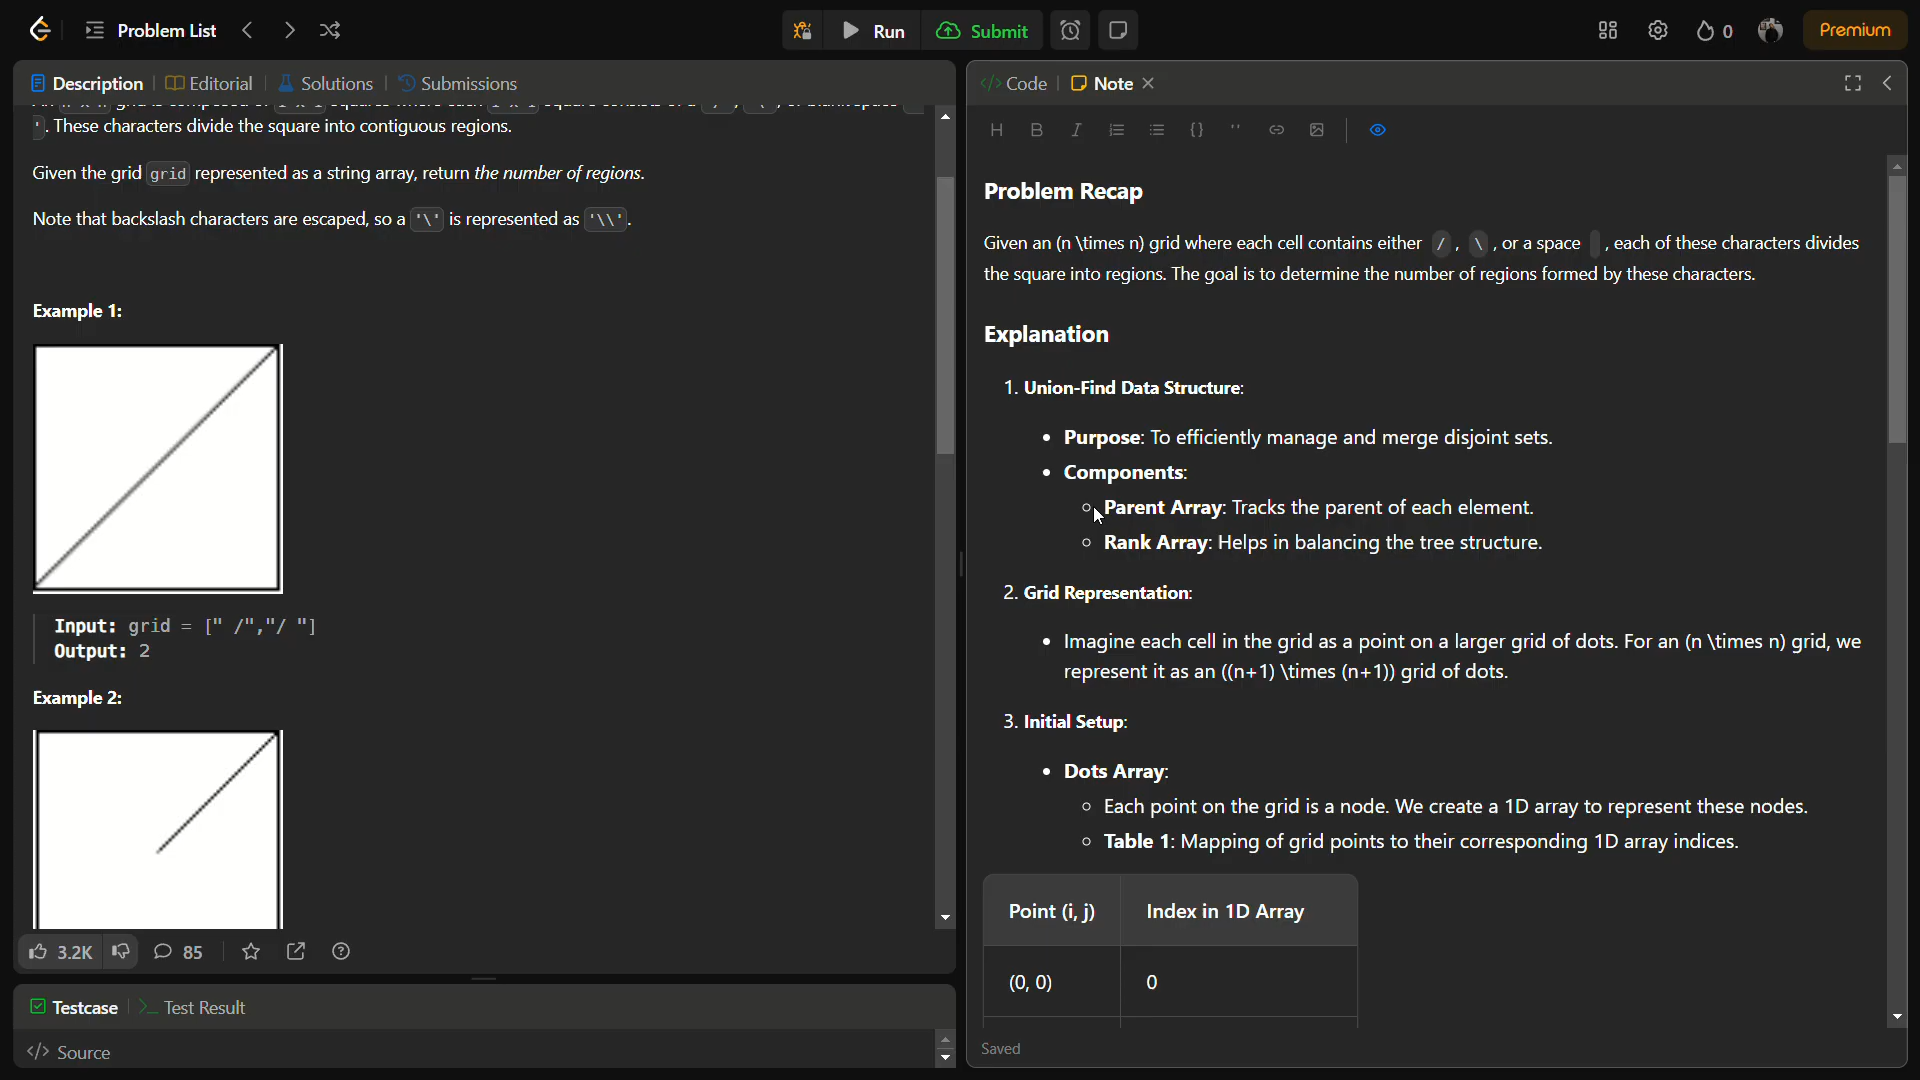 Problem List
Run
Submit
0
Premium
Description
Editorial
Solutions
Submissions
'. These characters divide the square into contiguous regions.
Given the grid grid represented as a string array, return the number of regions.
Note that backslash characters are escaped, so a '\' is represented as '\\'.
Example 1:
Input: grid = [" /","/ "]
Output: 2
Example 2:
3.2K
85
Testcase
Test Result
</> Source
Code
Note
H B I
Problem Recap
Given an (n \times n) grid where each cell contains either / , \ , or a space , each of these characters divides
the square into regions. The goal is to determine the number of regions formed by these characters.
Explanation
1. Union-Find Data Structure:
• Purpose: To efficiently manage and merge disjoint sets.
• Components:
◦ Parent Array: Tracks the parent of each element.
◦ Rank Array: Helps in balancing the tree structure.
2. Grid Representation:
• Imagine each cell in the grid as a point on a larger grid of dots. For an (n \times n) grid, we
represent it as an ((n+1) \times (n+1)) grid of dots.
3. Initial Setup:
• Dots Array:
◦ Each point on the grid is a node. We create a 1D array to represent these nodes.
◦ Table 1: Mapping of grid points to their corresponding 1D array indices.
Point (i, j) Index in 1D Array
(0, 0) 0
Saved